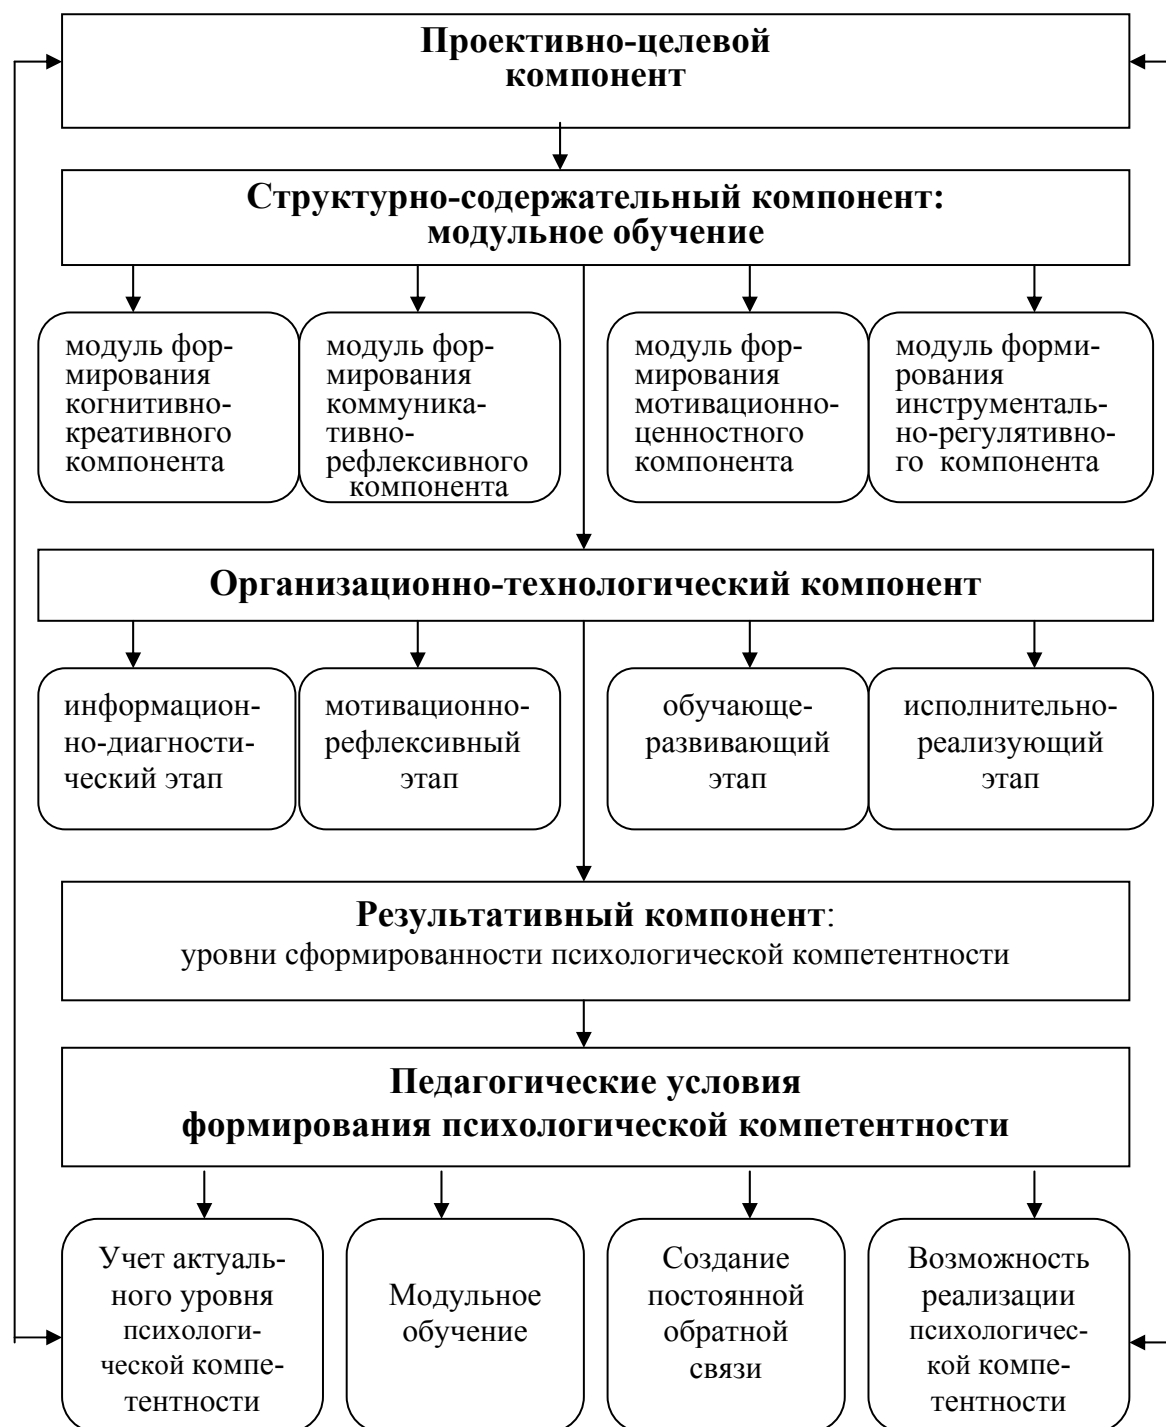 Проективно-целевой
компонент
Структурно-содержательный компонент:
модульное обучение
модуль фор-
мирования
когнитивно-
креативного
компонента
модуль фор-
мирования
коммуника-
тивно-
рефлексивного
компонента
модуль фор-
мирования
мотивационно-
ценностного
компонента
модуль форми-
рования
инструменталь-
но-регулятивно-
го компонента
Организационно-технологический компонент
информацион-
но-диагности-
ческий этап
мотивационно-
рефлексивный
этап
обучающе-
развивающий
этап
исполнительно-
реализующий
этап
Результативный компонент:
уровни сформированности психологической компетентности
Педагогические условия
формирования психологической компетентности
Учет актуаль-
ного уровня
психологи-
ческой компе-
тентности
Модульное
обучение
Создание
постоянной
обратной
связи
Возможность
реализации
психологичес-
кой компе-
тентности